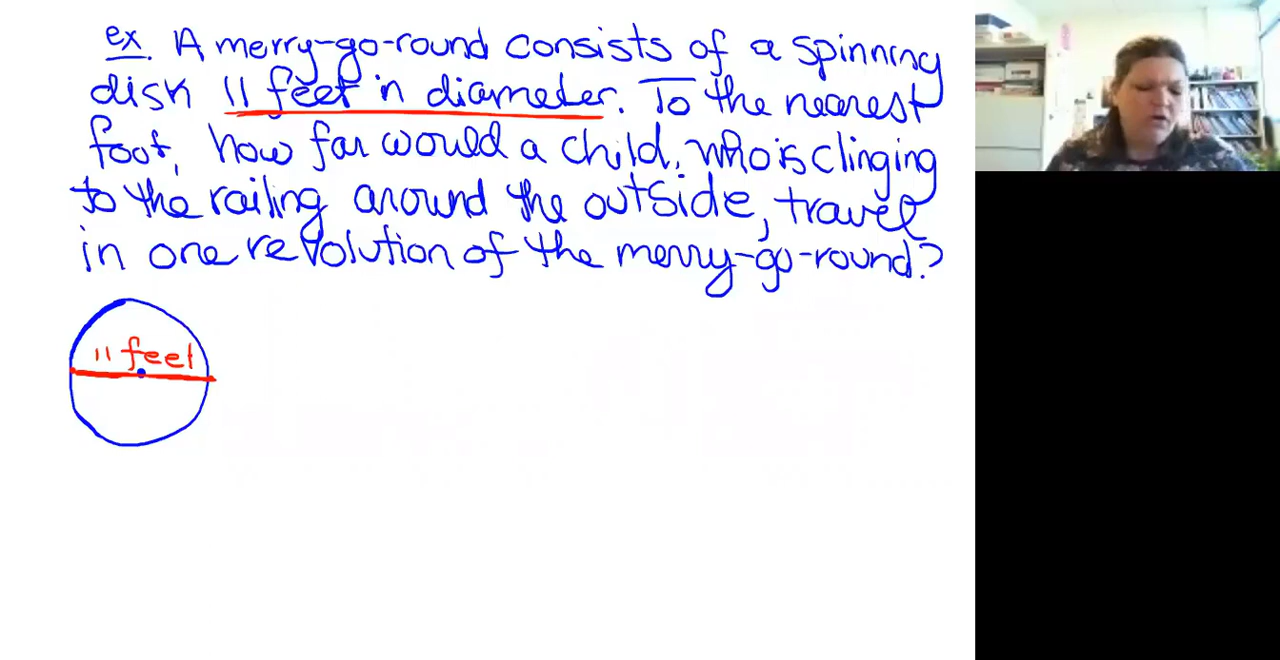 ex. A merry-go-round consists of a spinning
disk 11 feet in diameter. To the nearest
foot, how far would a child, who is clinging
to the railing around the outside, travel
in one revolution of the merry-go-round?
11 feet